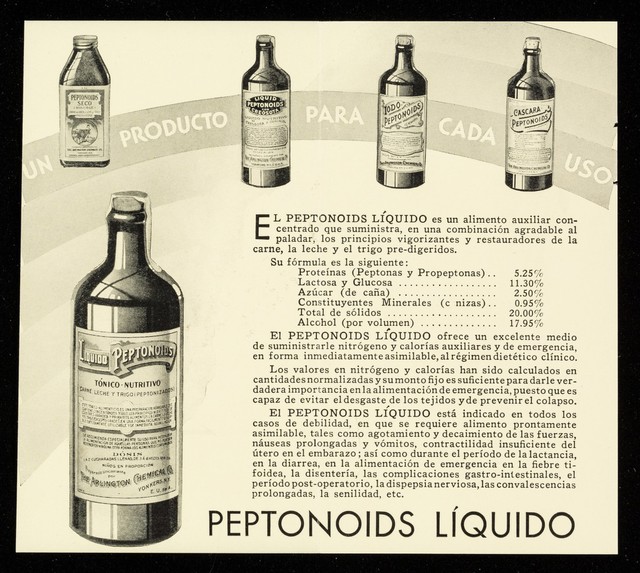 UN PRODUCTO PARA CADA USO
PEPTONOIDS
SECO
LIQUID
PEPTONOIDS
CREOSOTE
IODO
PEPTONOIDS
CASCARA
PEPTONOIDS
LIQUIDO PEPTONOIDS
TÓNICO-NUTRITIVO
CARNE LECHE Y TRIGO (PEPTONIZADOS)
DOSIS
NIÑOS EN PROPORCIÓN
THE ARLINGTON CHEMICAL CO.
YONKERS, N.Y.
E.U. de A.
EL PEPTONOIDS LÍQUIDO es un alimento auxiliar con-
centrado que suministra, en una combinación agradable al
paladar, los principios vigorizantes y restauradores de la
carne, la leche y el trigo pre-digeridos.
Su fórmula es la siguiente:
Proteínas (Peptonas y Propeptonas).. 5.25%
Lactosa y Glucosa ................ 11.30%
Azúcar (de caña) ................ 2.50%
Constituyentes Minerales (c nizas).. 0.95%
Total de sólidos ................ 20.00%
Alcohol (por volumen) ............ 17.95%
El PEPTONOIDS LÍQUIDO ofrece un excelente medio
de suministrarle nitrógeno y calorías auxiliares y de emergencia,
en forma inmediatamente asimilable, al régimen dietético clínico.
Los valores en nitrógeno y calorías han sido calculados en
cantidades normalizadas y su monto fijo es suficiente para darle ver-
dadera importancia en la alimentación de emergencia, puesto que es
capaz de evitar el desgaste de los tejidos y de prevenir el colapso.
El PEPTONOIDS LÍQUIDO está indicado en todos los
casos de debilidad, en que se requiere alimento prontamente
asimilable, tales como agotamiento y decaimiento de las fuerzas,
náuseas prolongadas y vómitos, contractilidad insuficiente del
útero en el embarazo; así como durante el período de la lactancia,
en la diarrea, en la alimentación de emergencia en la fiebre ti-
foidea, la disentería, las complicaciones gastro-intestinales, el
período post-operatorio, la dispepsia nerviosa, las convalescencias
prolongadas, la senilidad, etc.
PEPTONOIDS LÍQUIDO